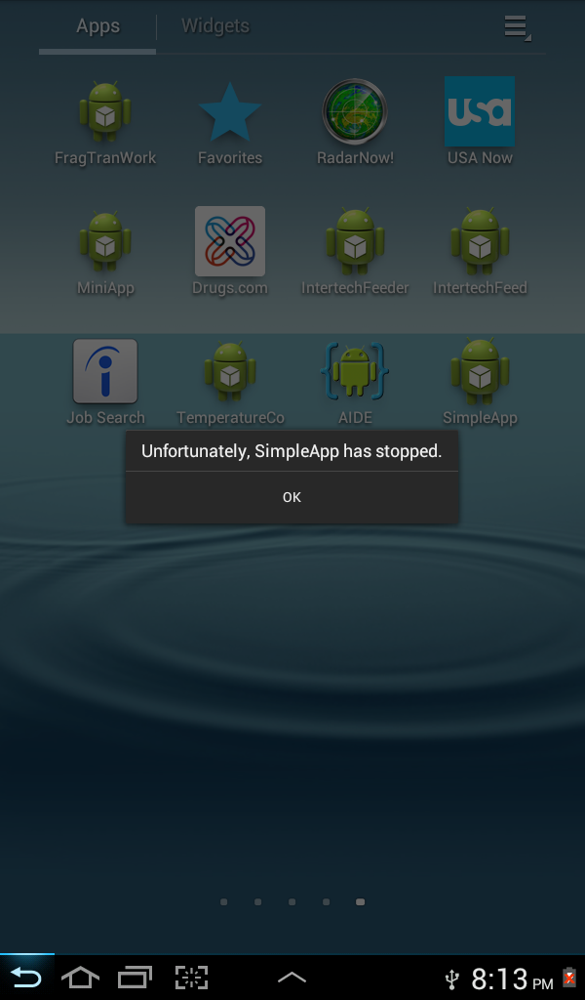 Apps Widgets
FragTranWork Favorites RadarNow! USA Now
USA
MiniApp Drugs.com IntertechFeeder IntertechFeed
Job Search TemperatureCo AIDE SimpleApp
Unfortunately, SimpleApp has stopped.
OK
8:13 PM